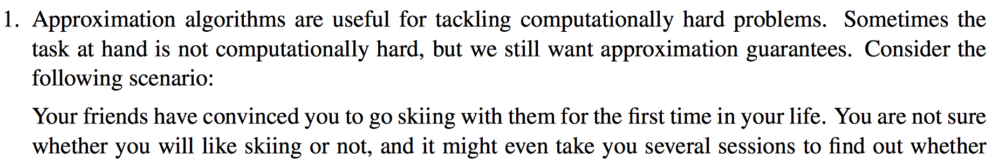 1. Approximation algorithms are useful for tackling computationally hard problems. Sometimes the
task at hand is not computationally hard, but we still want approximation guarantees. Consider the
following scenario:
Your friends have convinced you to go skiing with them for the first time in your life. You are not sure
whether you will like skiing or not, and it might even take you several sessions to find out whether